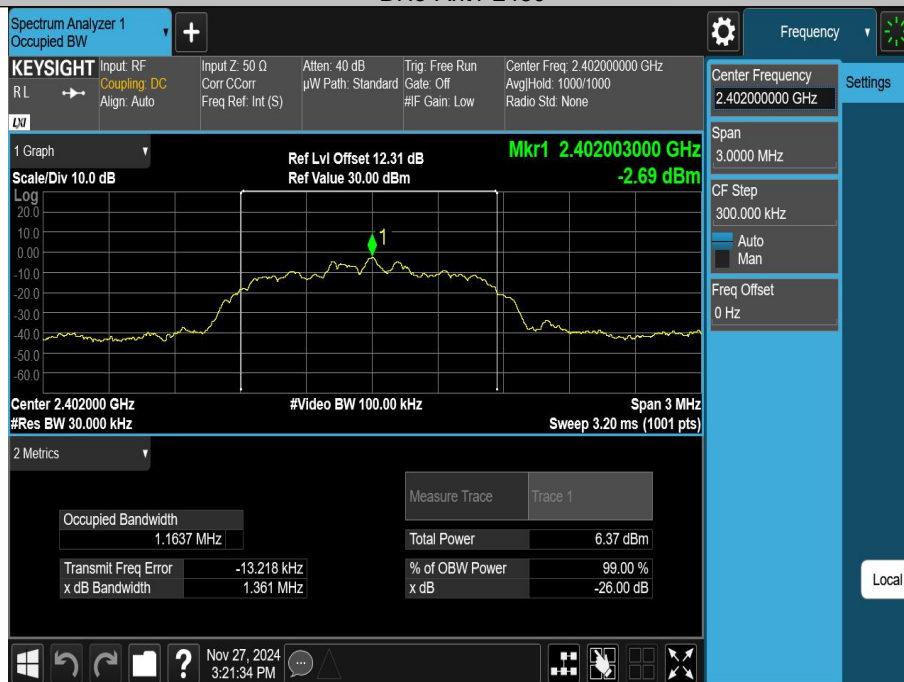 Spectrum Analyzer 1
Occupied BW
Frequency
KEYSIGHT
R L
LXI
Input: RF
Coupling: DC
Align: Auto
Input Z: 50 Ω
Corr CCorr
Freq Ref: Int (S)
Atten: 40 dB
µW Path: Standard
Trig: Free Run
Gate: Off
#IF Gain: Low
Center Freq: 2.402000000 GHz
Avg|Hold: 1000/1000
Radio Std: None
Center Frequency
2.402000000 GHz
Settings
Span
3.0000 MHz
CF Step
300.000 kHz
Auto
Man
Freq Offset
0 Hz
Local
1 Graph
Scale/Div 10.0 dB
Ref Lvl Offset 12.31 dB
Ref Value 30.00 dBm
Mkr1 2.402003000 GHz
-2.69 dBm
Log
20.0
10.0
0.00
-10.0
-20.0
-30.0
-40.0
-50.0
-60.0
1
Center 2.402000 GHz
#Res BW 30.000 kHz
#Video BW 100.00 kHz
Span 3 MHz
Sweep 3.20 ms (1001 pts)
2 Metrics
Measure Trace Trace 1
Occupied Bandwidth
1.1637 MHz
Total Power 6.37 dBm
Transmit Freq Error -13.218 kHz
% of OBW Power 99.00 %
x dB Bandwidth 1.361 MHz
x dB -26.00 dB
Nov 27, 2024
3:21:34 PM